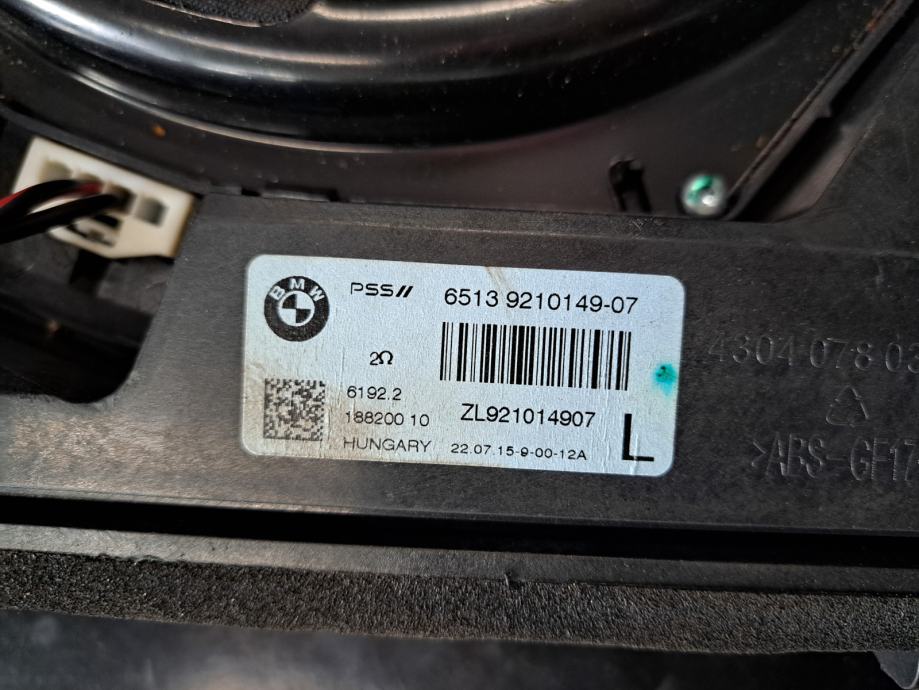 BMW
PSS//
6513 9210149-07
2Ω
6192.2
188200 10
ZL921014907
L
HUNGARY
22.07.15-9-00-12A
4304 078 03
>ABS-GF17